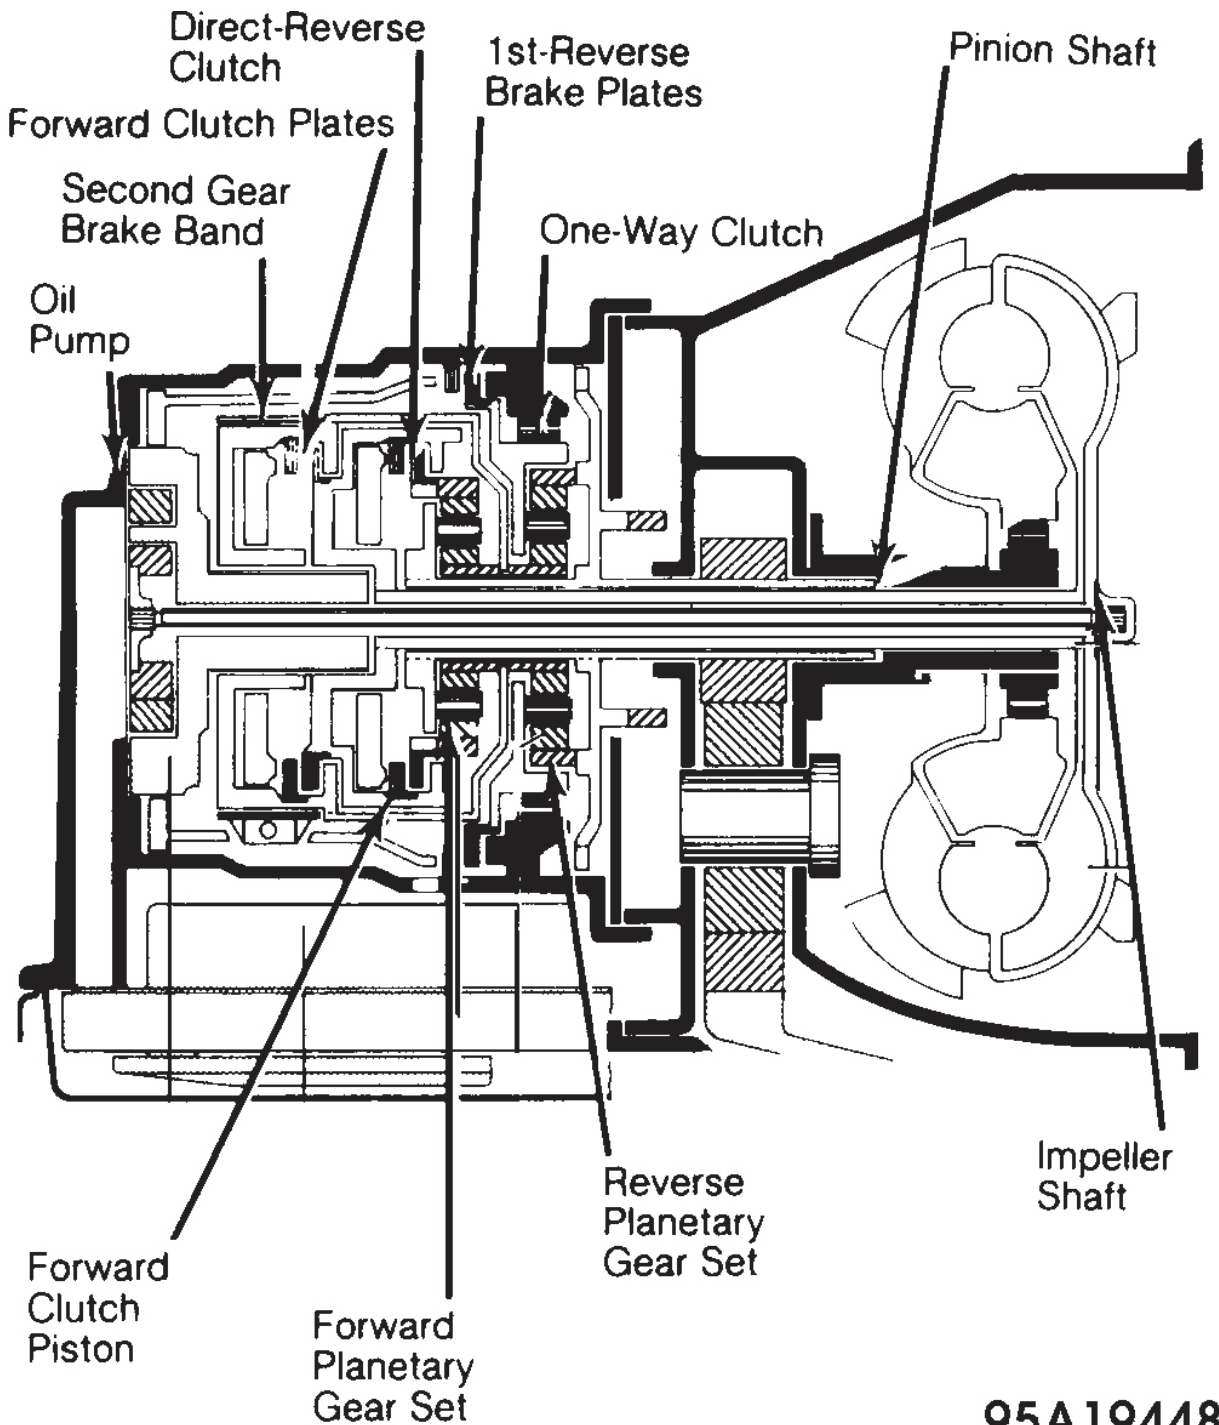 Direct-Reverse
Clutch
1st-Reverse
Brake Plates
Pinion Shaft
Forward Clutch Plates
Second Gear
Brake Band
One-Way Clutch
Oil
Pump
Impeller
Shaft
Reverse
Planetary
Gear Set
Forward
Clutch
Piston
Forward
Planetary
Gear Set
95A19448